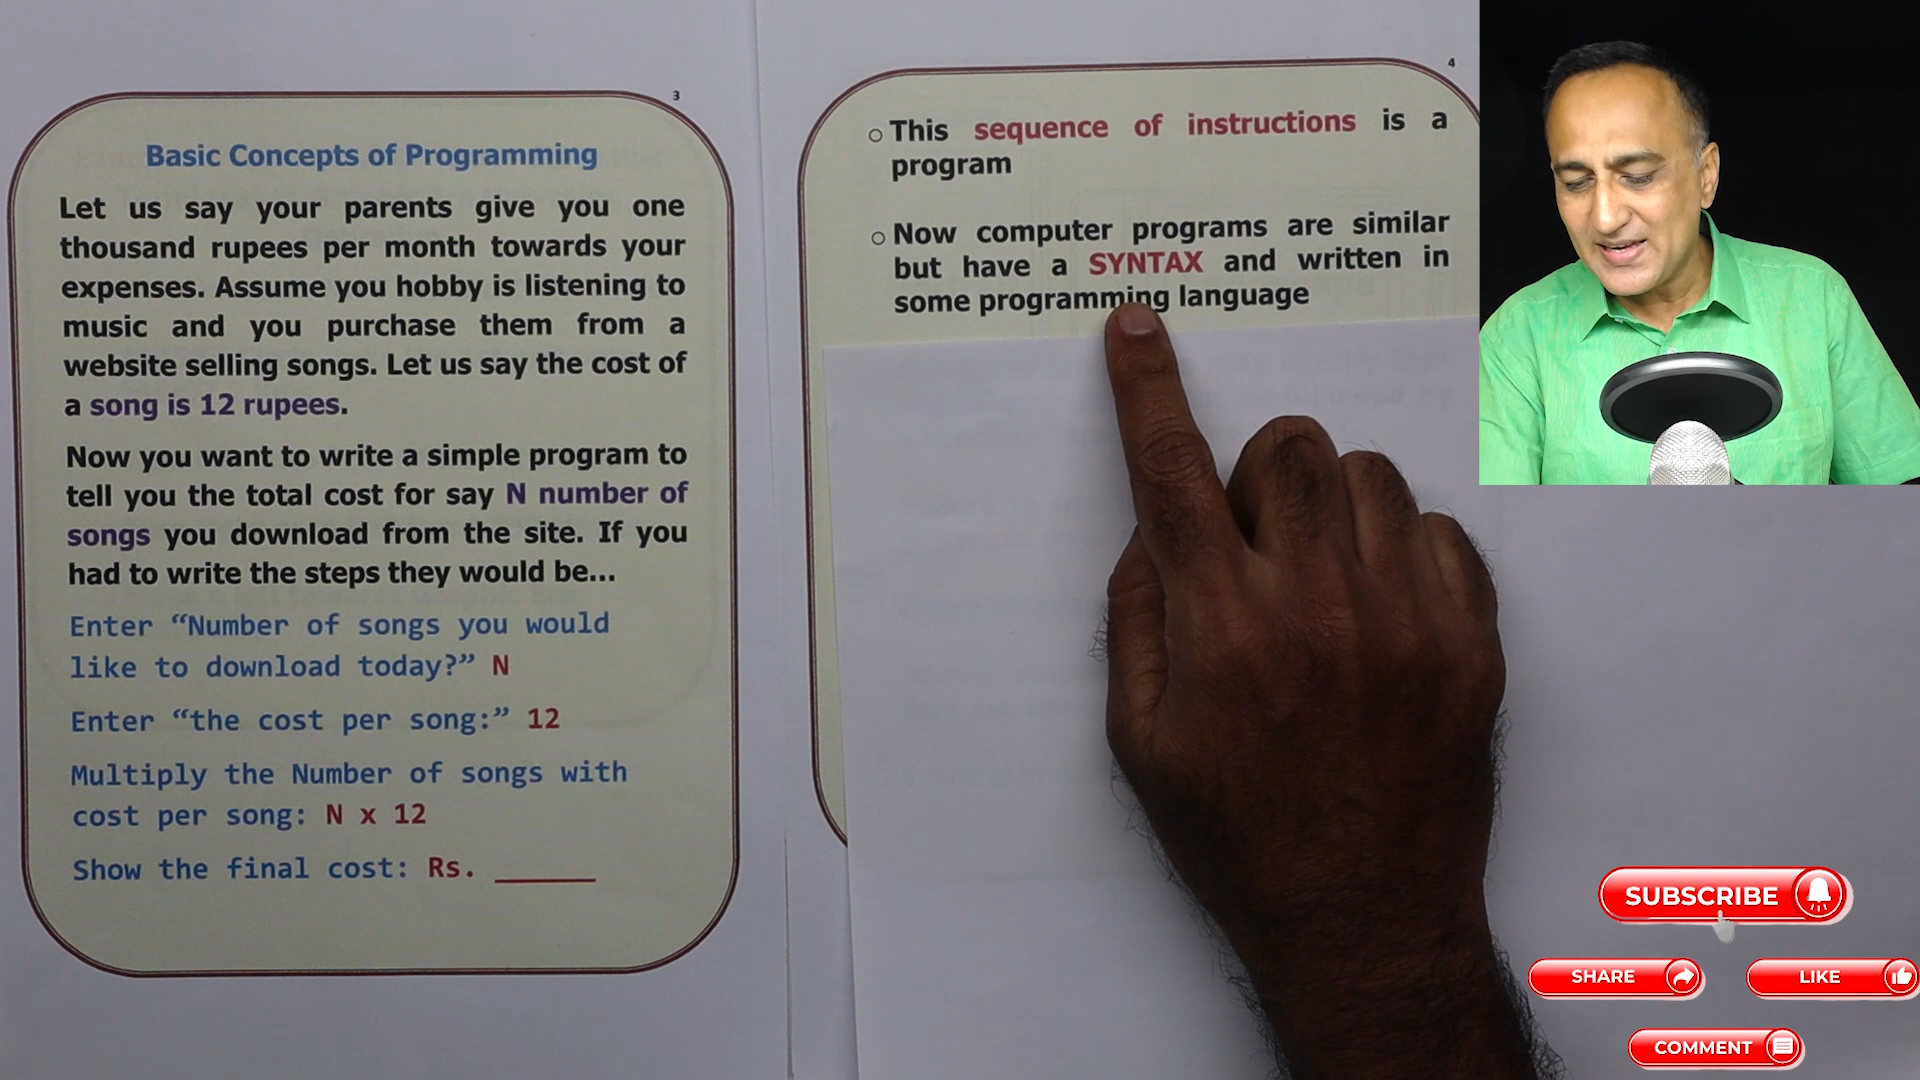 3
Basic Concepts of Programming
Let us say your parents give you one
thousand rupees per month towards your
expenses. Assume you hobby is listening to
music and you purchase them from a
website selling songs. Let us say the cost of
a song is 12 rupees.
Now you want to write a simple program to
tell you the total cost for say N number of
songs you download from the site. If you
had to write the steps they would be...
Enter “Number of songs you would
like to download today?” N
Enter “the cost per song:” 12
Multiply the Number of songs with
cost per song: N x 12
Show the final cost: Rs. ______
4
This sequence of instructions is a
program
Now computer programs are similar
but have a SYNTAX and written in
some programming language
SUBSCRIBE
SHARE
LIKE
COMMENT